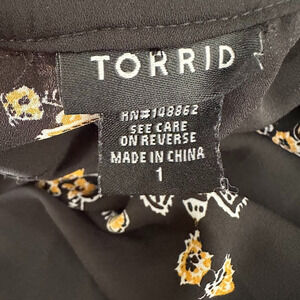 TORRID
RN#148862
SEE CARE
ON REVERSE
MADE IN CHINA
1